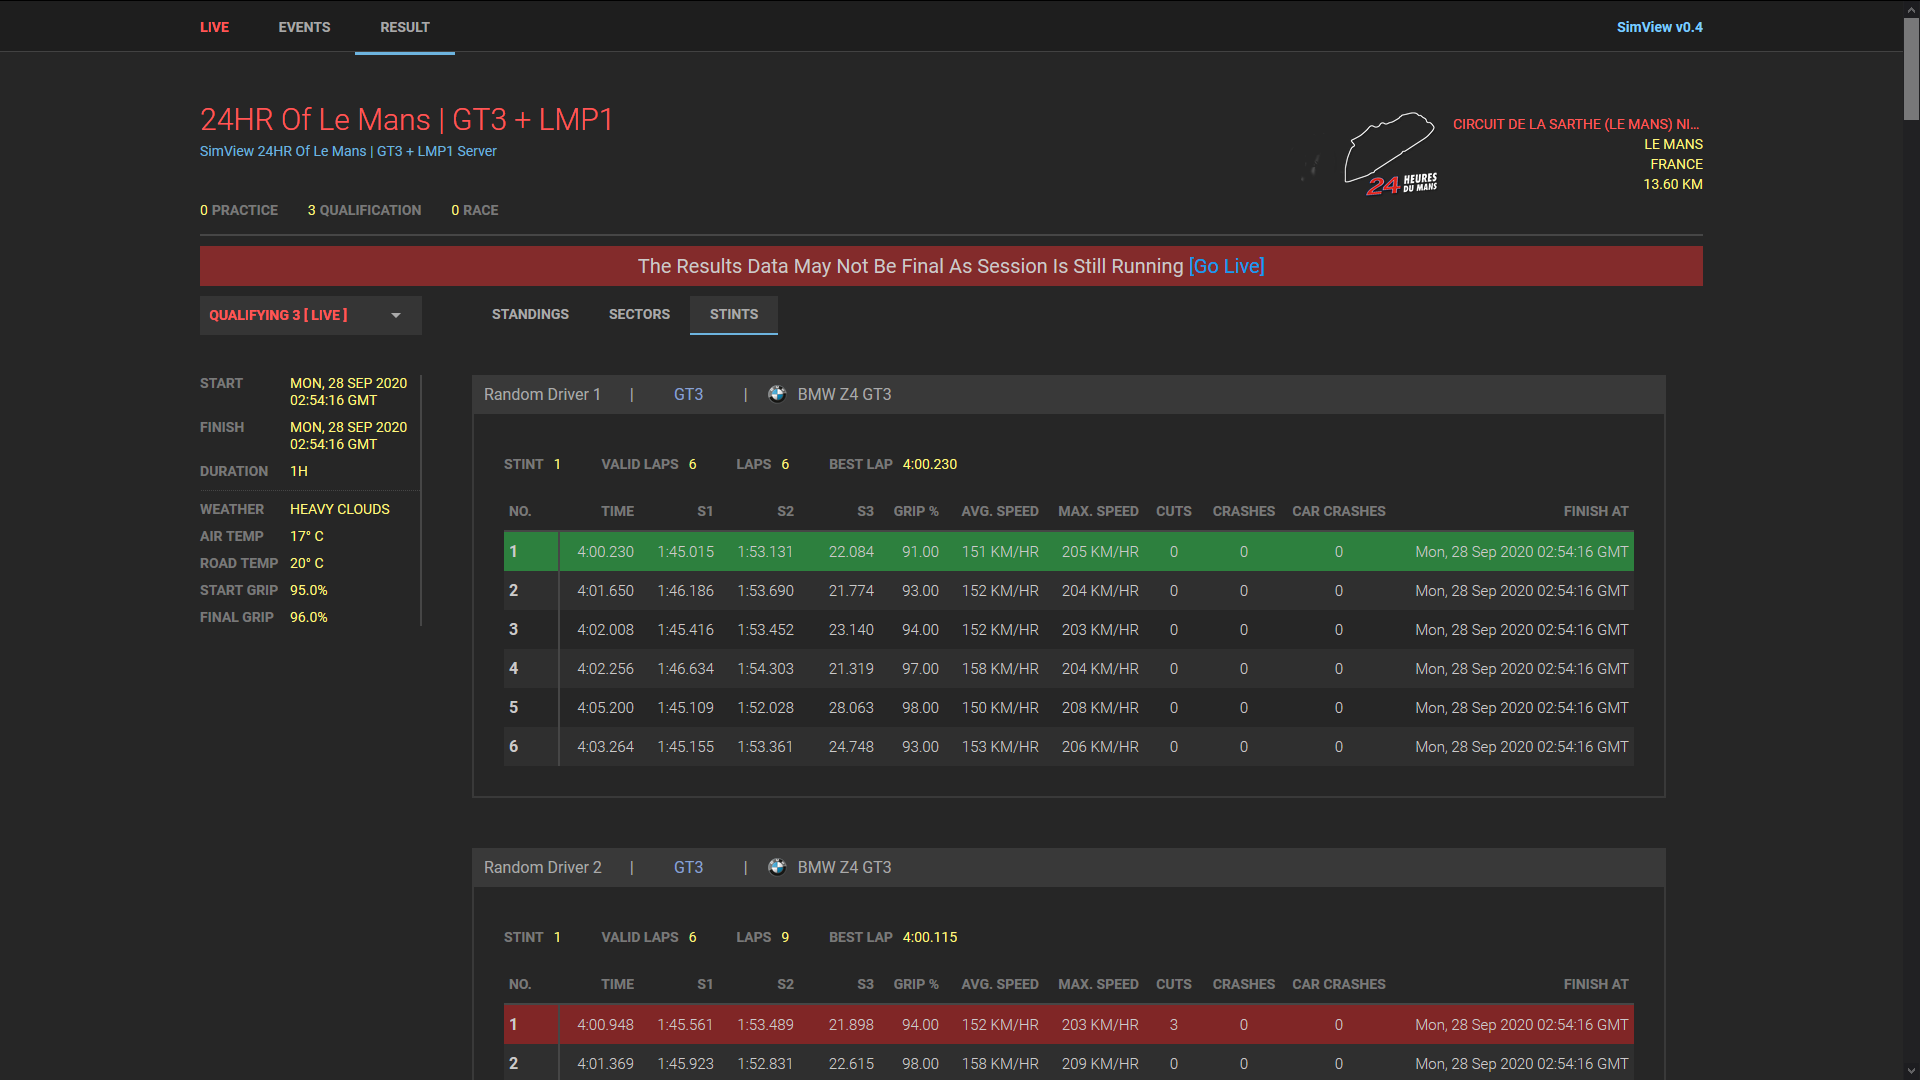 LIVE EVENTS RESULT SimView v0.4
24HR Of Le Mans | GT3 + LMP1
SimView 24HR Of Le Mans | GT3 + LMP1 Server
0 PRACTICE 3 QUALIFICATION 0 RACE
24 HEURES DU MANS
CIRCUIT DE LA SARTHE (LE MANS) NI...
LE MANS
FRANCE
13.60 KM
The Results Data May Not Be Final As Session Is Still Running [Go Live]
QUALIFYING 3 [ LIVE ]
STANDINGS SECTORS STINTS
START MON, 28 SEP 2020
02:54:16 GMT
FINISH MON, 28 SEP 2020
02:54:16 GMT
DURATION 1H
WEATHER HEAVY CLOUDS
AIR TEMP 17° C
ROAD TEMP 20° C
START GRIP 95.0%
FINAL GRIP 96.0%
Random Driver 1 | GT3 | BMW Z4 GT3
STINT 1 VALID LAPS 6 LAPS 6 BEST LAP 4:00.230
NO. TIME S1 S2 S3 GRIP % AVG. SPEED MAX. SPEED CUTS CRASHES CAR CRASHES FINISH AT
1 4:00.230 1:45.015 1:53.131 22.084 91.00 151 KM/HR 205 KM/HR 0 0 0 Mon, 28 Sep 2020 02:54:16 GMT
2 4:01.650 1:46.186 1:53.690 21.774 93.00 152 KM/HR 204 KM/HR 0 0 0 Mon, 28 Sep 2020 02:54:16 GMT
3 4:02.008 1:45.416 1:53.452 23.140 94.00 152 KM/HR 203 KM/HR 0 0 0 Mon, 28 Sep 2020 02:54:16 GMT
4 4:02.256 1:46.634 1:54.303 21.319 97.00 158 KM/HR 204 KM/HR 0 0 0 Mon, 28 Sep 2020 02:54:16 GMT
5 4:05.200 1:45.109 1:52.028 28.063 98.00 150 KM/HR 208 KM/HR 0 0 0 Mon, 28 Sep 2020 02:54:16 GMT
6 4:03.264 1:45.155 1:53.361 24.748 93.00 153 KM/HR 206 KM/HR 0 0 0 Mon, 28 Sep 2020 02:54:16 GMT
Random Driver 2 | GT3 | BMW Z4 GT3
STINT 1 VALID LAPS 6 LAPS 9 BEST LAP 4:00.115
NO. TIME S1 S2 S3 GRIP % AVG. SPEED MAX. SPEED CUTS CRASHES CAR CRASHES FINISH AT
1 4:00.948 1:45.561 1:53.489 21.898 94.00 152 KM/HR 203 KM/HR 3 0 0 Mon, 28 Sep 2020 02:54:16 GMT
2 4:01.369 1:45.923 1:52.831 22.615 98.00 158 KM/HR 209 KM/HR 0 0 0 Mon, 28 Sep 2020 02:54:16 GMT